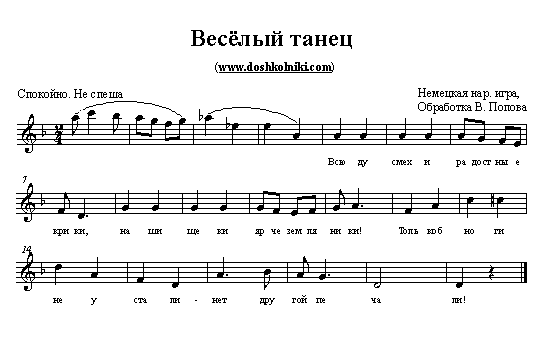 Весёлый танец
(www.doshkolniki.com)
Спокойно. Не спеша
Немецкая нар. игра,
Обработка В. Попова
Всю ду смех и ра дост ны е
7
кри ки, на ши ще ки яр че зем ля ни ки! Толь ко б но ги
14
не у ста ли - нет дру гой пе ча ли!